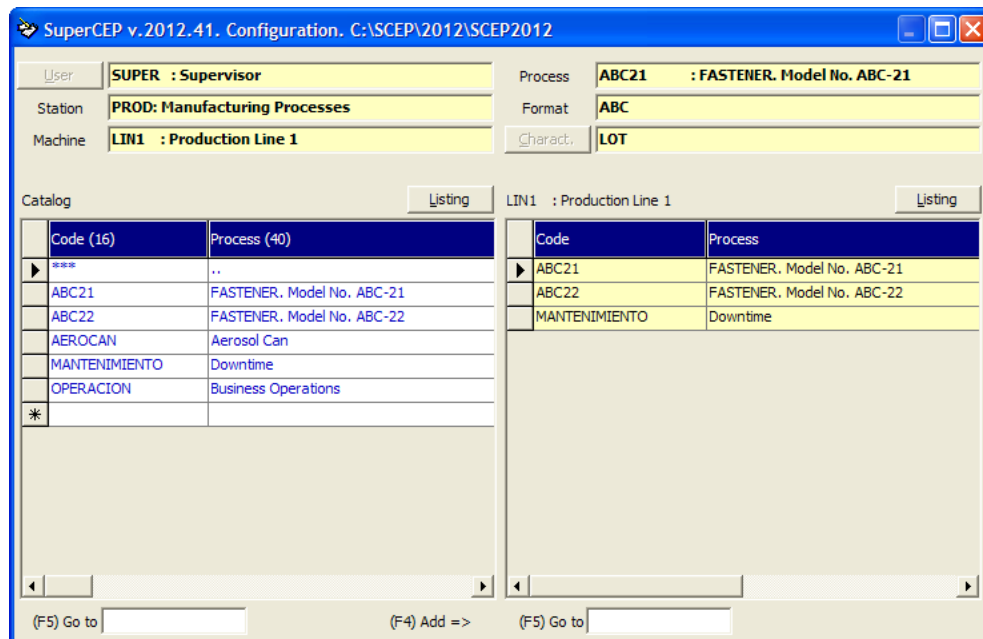 SuperCEP v.2012.41. Configuration. C:\SCEP\2012\SCEP2012
User SUPER : Supervisor Process ABC21 : FASTENER. Model No. ABC-21
Station PROD: Manufacturing Processes Format ABC
Machine LIN1 : Production Line 1 Charact. LOT
Catalog Listing LIN1 : Production Line 1 Listing
Code (16) Process (40) Code Process
*** .. ABC21 FASTENER. Model No. ABC-21
ABC21 FASTENER. Model No. ABC-21 ABC22 FASTENER. Model No. ABC-22
ABC22 FASTENER. Model No. ABC-22 MANTENIMIENTO Downtime
AEROCAN Aerosol Can
MANTENIMIENTO Downtime
OPERACION Business Operations
(F5) Go to (F4) Add => (F5) Go to